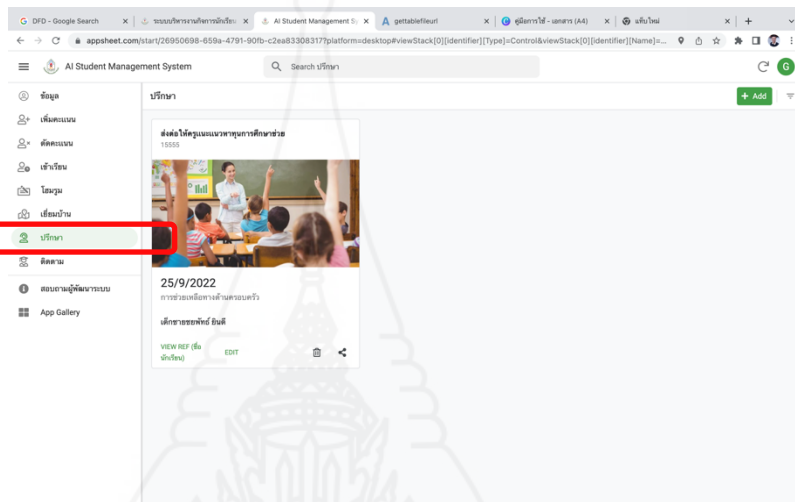 DFD - Google Search
ระบบบริหารงานกิจการนักเรียน
AI Student Management Sy
gettablefileurl
คู่มือการใช้ - เอกสาร (A4)
แท็บใหม่
appsheet.com/start/26950698-659a-4791-90fb-c2ea83308317?platform=desktop#viewStack[0][identifier][Type]=Control&viewStack[0][identifier][Name]=...
AI Student Management System
Search ปรึกษา
G
ข้อมูล
เพิ่มคะแนน
ตัดคะแนน
เข้าเรียน
โฮมรูม
เยี่ยมบ้าน
ปรึกษา
ติดตาม
สอบถามผู้พัฒนาระบบ
App Gallery
ปรึกษา
+ Add
ส่งต่อให้ครูแนะแนวหาทุนการศึกษาช่วย
15555
25/9/2022
การช่วยเหลือทางด้านครอบครัว
เด็กชายชยพัทธ์ ยินดี
VIEW REF (ชื่อ
นักเรียน)
EDIT